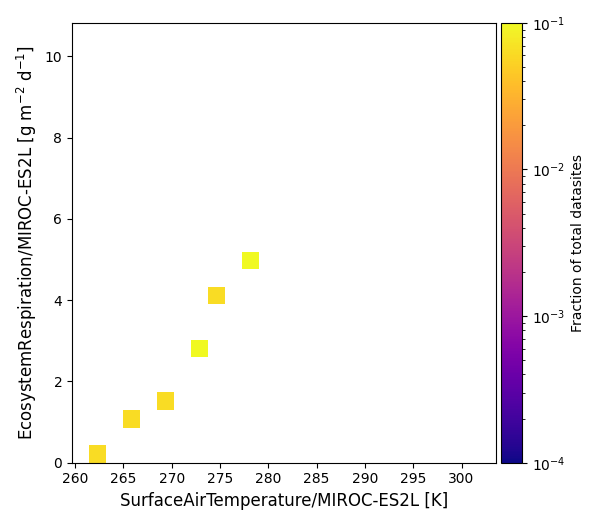 EcosystemRespiration/MIROC-ES2L [g m⁻² d⁻¹]
10
8
6
4
2
0
260 265 270 275 280 285 290 295 300
SurfaceAirTemperature/MIROC-ES2L [K]
10⁻¹
10⁻²
10⁻³
10⁻⁴
Fraction of total datasites